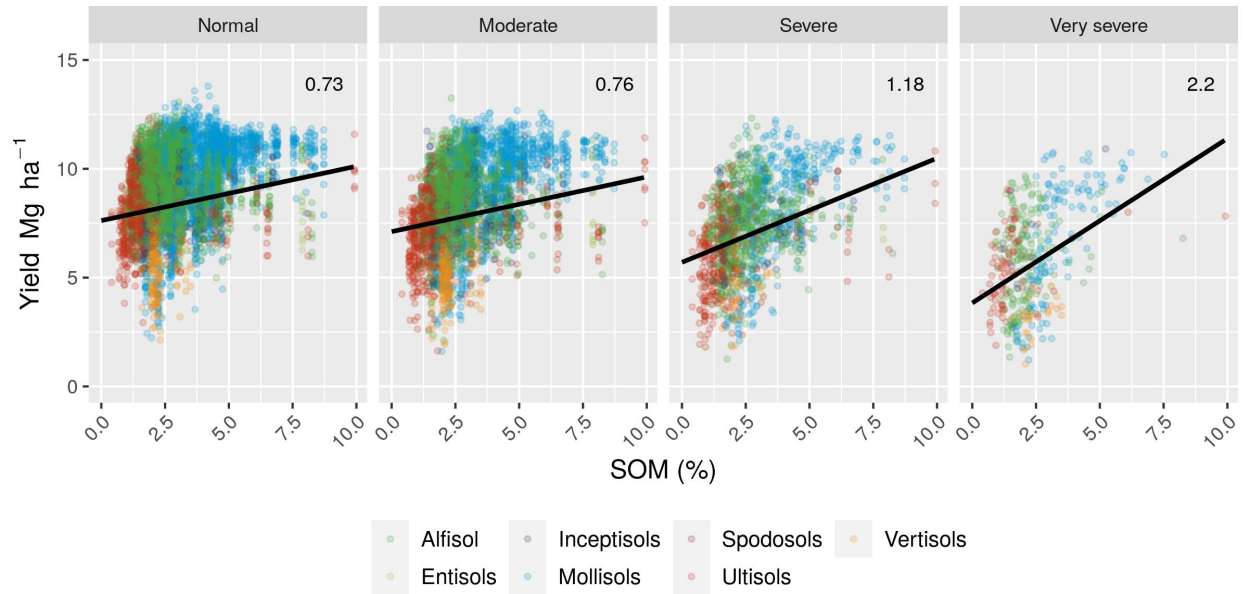 Normal Moderate Severe Very severe
15
0.73 0.76 1.18 2.2
10
5
0
Yield Mg ha⁻¹
0.0 2.5 5.0 7.5 10.0 0.0 2.5 5.0 7.5 10.0 0.0 2.5 5.0 7.5 10.0 0.0 2.5 5.0 7.5 10.0
SOM (%)
Alfisol Inceptisols Spodosols Vertisols
Entisols Mollisols Ultisols